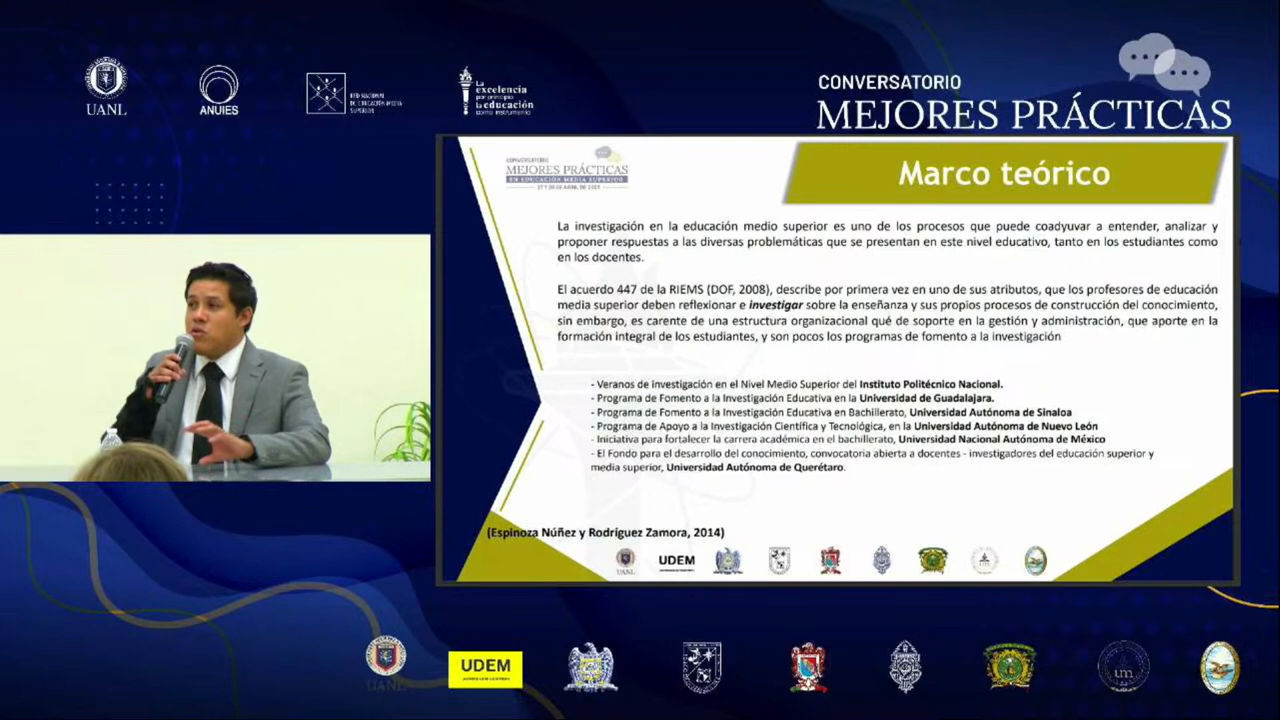 UANL
ANUIES
RED NACIONAL
DE EDUCACIÓN MEDIA
SUPERIOR
La
excelencia
por principio
la educación
como instrumento
CONVERSATORIO
MEJORES PRÁCTICAS
CONVERSATORIO
MEJORES PRÁCTICAS
EN EDUCACIÓN MEDIA SUPERIOR
Marco teórico
La investigación en la educación medio superior es uno de los procesos que puede coadyuvar a entender, analizar y
proponer respuestas a las diversas problemáticas que se presentan en este nivel educativo, tanto en los estudiantes como
en los docentes.
El acuerdo 447 de la RIEMS (DOF, 2008), describe por primera vez en uno de sus atributos, que los profesores de educación
media superior deben reflexionar e investigar sobre la enseñanza y sus propios procesos de construcción del conocimiento,
sin embargo, es carente de una estructura organizacional qué de soporte en la gestión y administración, que aporte en la
formación integral de los estudiantes, y son pocos los programas de fomento a la investigación
- Veranos de investigación en el Nivel Medio Superior del Instituto Politécnico Nacional.
- Programa de Fomento a la Investigación Educativa en la Universidad de Guadalajara.
- Programa de Fomento a la Investigación Educativa en Bachillerato, Universidad Autónoma de Sinaloa
- Programa de Apoyo a la Investigación Científica y Tecnológica, en la Universidad Autónoma de Nuevo León
- Iniciativa para fortalecer la carrera académica en el bachillerato, Universidad Nacional Autónoma de México
- El Fondo para el desarrollo del conocimiento, convocatoria abierta a docentes - investigadores del educación superior y
media superior, Universidad Autónoma de Querétaro.
(Espinoza Núñez y Rodríguez Zamora, 2014)
UANL
UDEM
UANL
UDEM
um